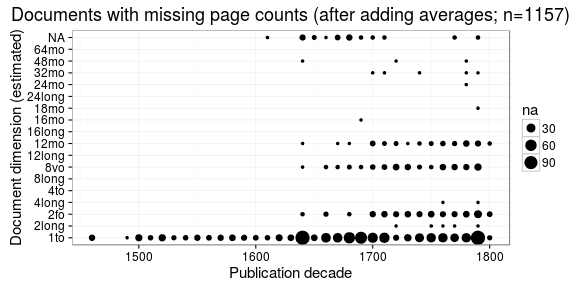 Documents with missing page counts (after adding averages; n=1157)
Document dimension (estimated)
NA
64mo
48mo
32mo
24mo
24long
18mo
16mo
16long
12mo
12long
8vo
8long
4to
4long
2fo
2long
1to
1500 1600 1700 1800
Publication decade
na
30
60
90